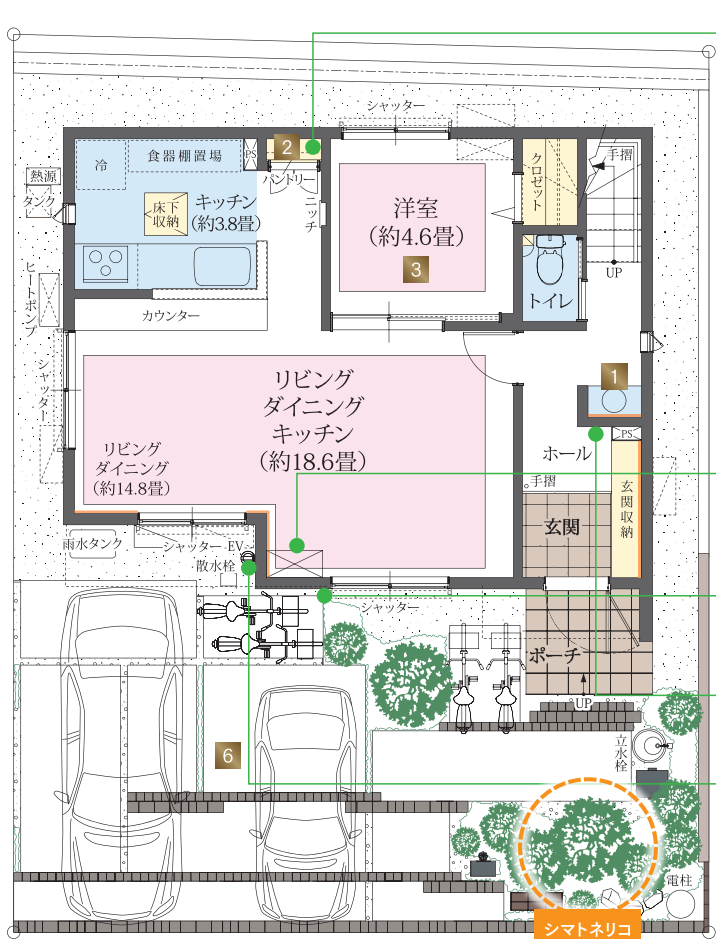 シャッター
冷
食器棚置場
PS
2
パントリー
ニッチ
熱源
タンク
床下
収納
キッチン
(約3.8畳)
洋室
(約4.6畳)
3
クロゼット
手摺
UP
トイレ
ヒートポンプ
カウンター
シャッター
1
リビング
ダイニング
キッチン
(約18.6畳)
リビング
ダイニング
(約14.8畳)
ホール
PS
手摺
玄関
玄関収納
雨水タンク
シャッター
EV
散水栓
シャッター
ポーチ
UP
立水栓
6
電柱
シマトネリコ